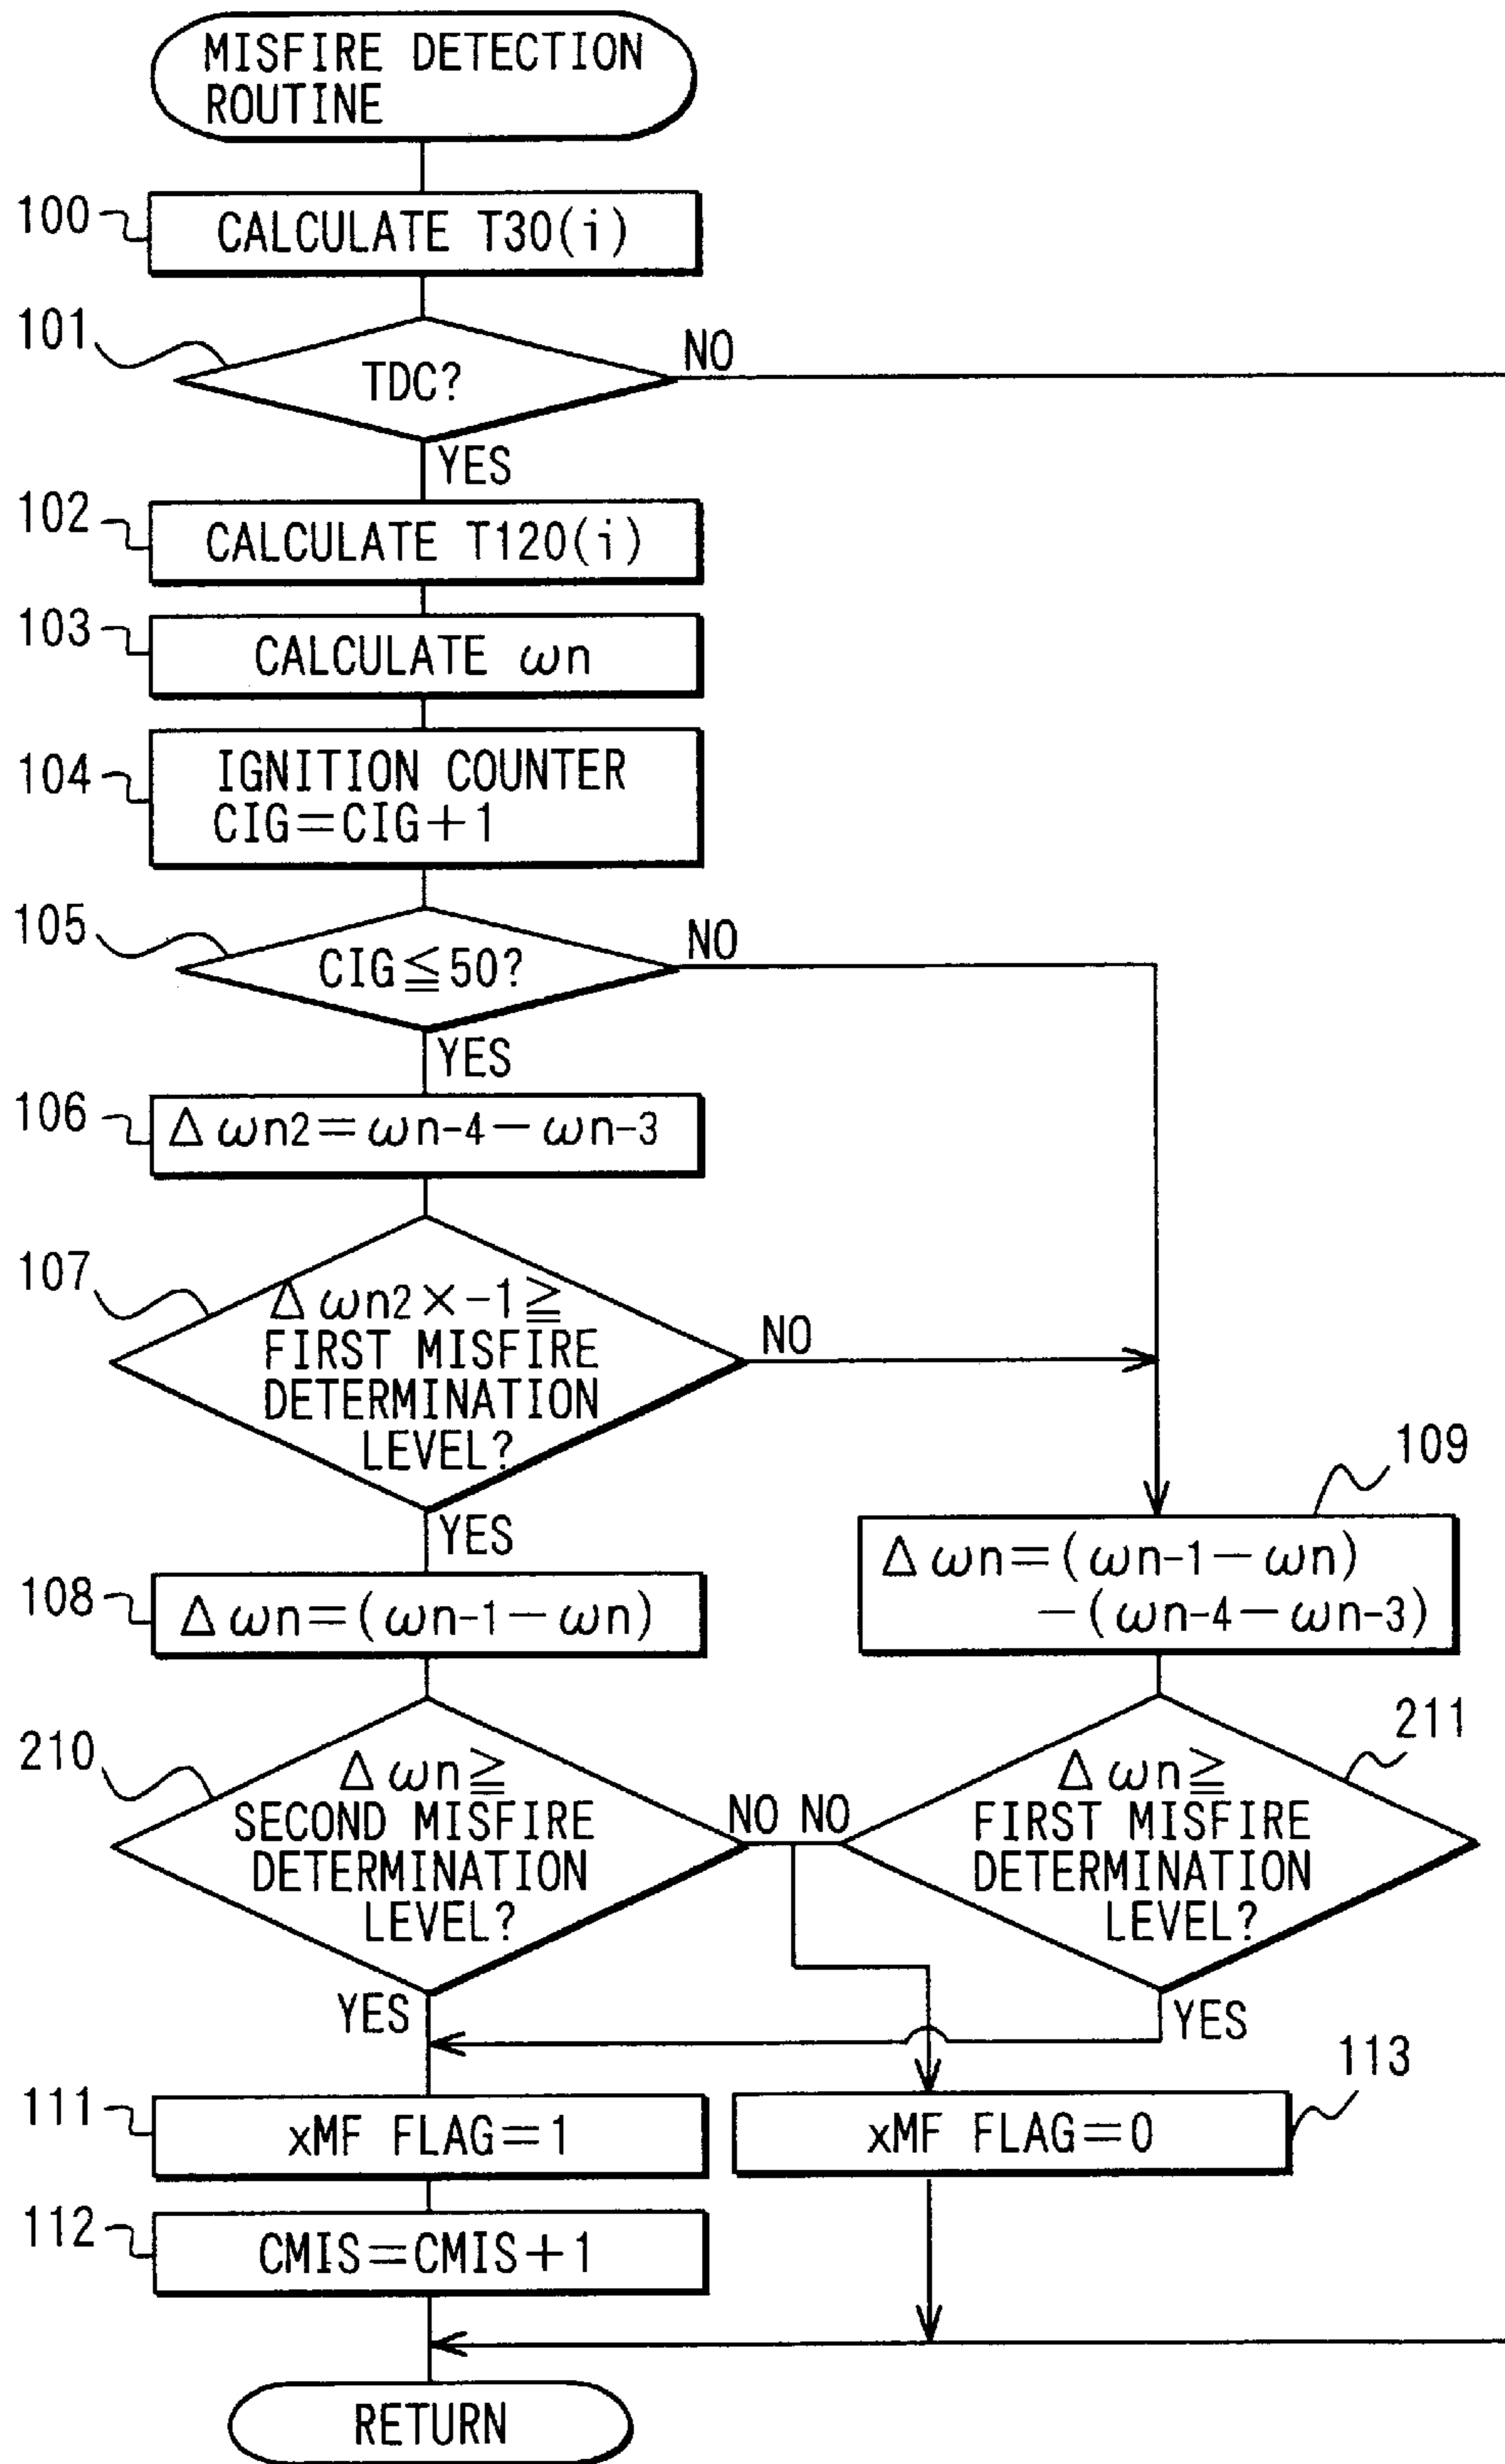 MISFIRE DETECTION
ROUTINE
100
CALCULATE T30(i)
101
TDC?
NO
YES
102
CALCULATE T120(i)
103
CALCULATE ωn
104
IGNITION COUNTER
CIG=CIG+1
105
CIG≦50?
NO
YES
106
Δωn2=ωn-4-ωn-3
107
Δωn2×-1≧
FIRST MISFIRE
DETERMINATION
LEVEL?
NO
YES
108
Δωn=(ωn-1-ωn)
109
Δωn=(ωn-1-ωn)
-(ωn-4-ωn-3)
210
Δωn≧
SECOND MISFIRE
DETERMINATION
LEVEL?
NO
YES
211
Δωn≧
FIRST MISFIRE
DETERMINATION
LEVEL?
NO
YES
111
xMF FLAG=1
113
xMF FLAG=0
112
CMIS=CMIS+1
RETURN